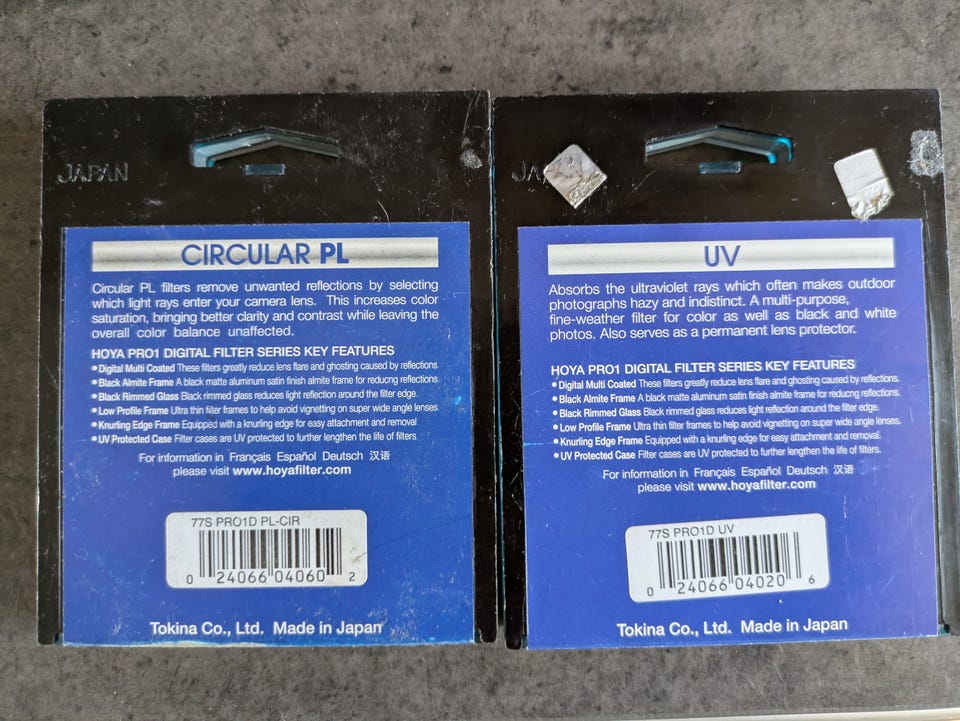 JAPAN
CIRCULAR PL
Circular PL filters remove unwanted reflections by selecting
which light rays enter your camera lens. This increases color
saturation, bringing better clarity and contrast while leaving the
overall color balance unaffected.
HOYA PRO1 DIGITAL FILTER SERIES KEY FEATURES
• Digital Multi Coated These filters greatly reduce lens flare and ghosting caused by reflections
• Black Almite Frame A black matte aluminum satin finish almite frame for reducng reflections
• Black Rimmed Glass Black rimmed glass reduces light reflection around the filter edge.
• Low Profile Frame Ultra thin filter frames to help avoid vignetting on super wide angle lenses
• Knurling Edge Frame Equipped with a knurling edge for easy attachment and removal
• UV Protected Case Filter cases are UV protected to further lengthen the life of filters
For information in Français Español Deutsch 汉语
please visit www.hoyafilter.com
77S PRO1D PL-CIR
0 24066 04060 2
Tokina Co., Ltd. Made in Japan
JAPAN
UV
Absorbs the ultraviolet rays which often makes outdoor
photographs hazy and indistinct. A multi-purpose,
fine-weather filter for color as well as black and white
photos. Also serves as a permanent lens protector.
HOYA PRO1 DIGITAL FILTER SERIES KEY FEATURES
• Digital Multi Coated These filters greatly reduce lens flare and ghosting caused by reflections.
• Black Almite Frame A black matte aluminum satin finish almite frame for reducng reflections.
• Black Rimmed Glass Black rimmed glass reduces light reflection around the filter edge.
• Low Profile Frame Ultra thin filter frames to help avoid vignetting on super wide angle lenses.
• Knurling Edge Frame Equipped with a knurling edge for easy attachment and removal.
• UV Protected Case Filter cases are UV protected to further lengthen the life of filters.
For information in Français Español Deutsch 汉语
please visit www.hoyafilter.com
77S PRO1D UV
0 24066 04020 6
Tokina Co., Ltd. Made in Japan